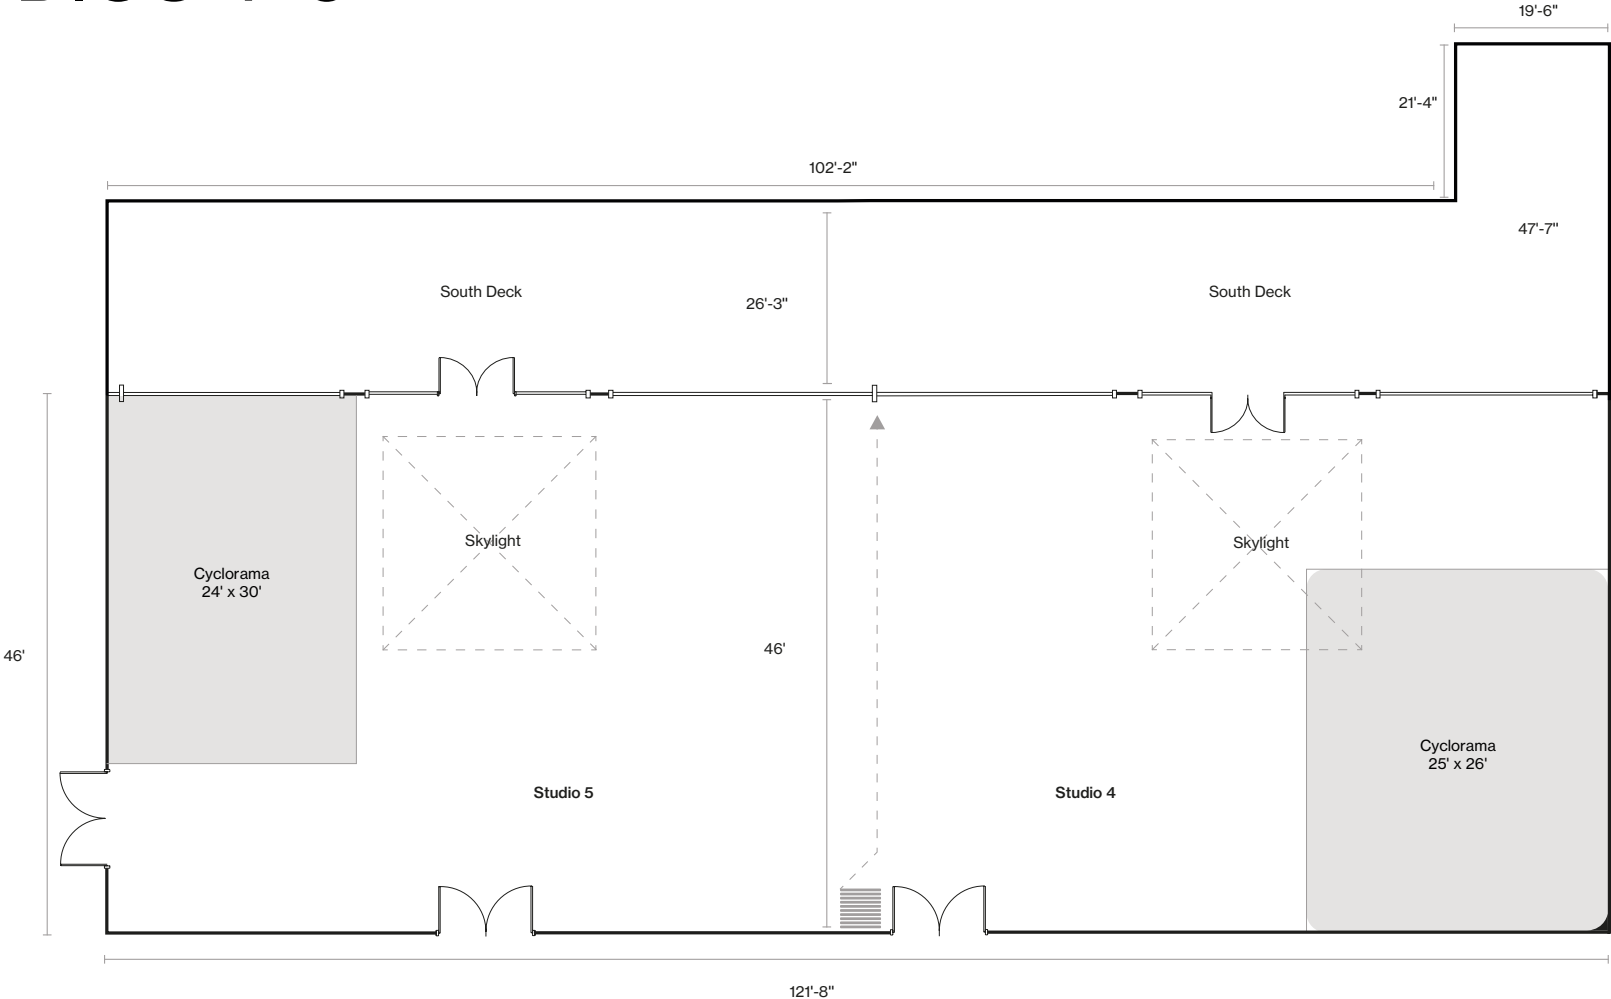 19'-6"
21'-4"
102'-2"
47'-7"
South Deck
South Deck
26'-3"
Skylight
Skylight
Cyclorama
24' x 30'
46'
46'
Cyclorama
25' x 26'
Studio 5
Studio 4
121'-8"